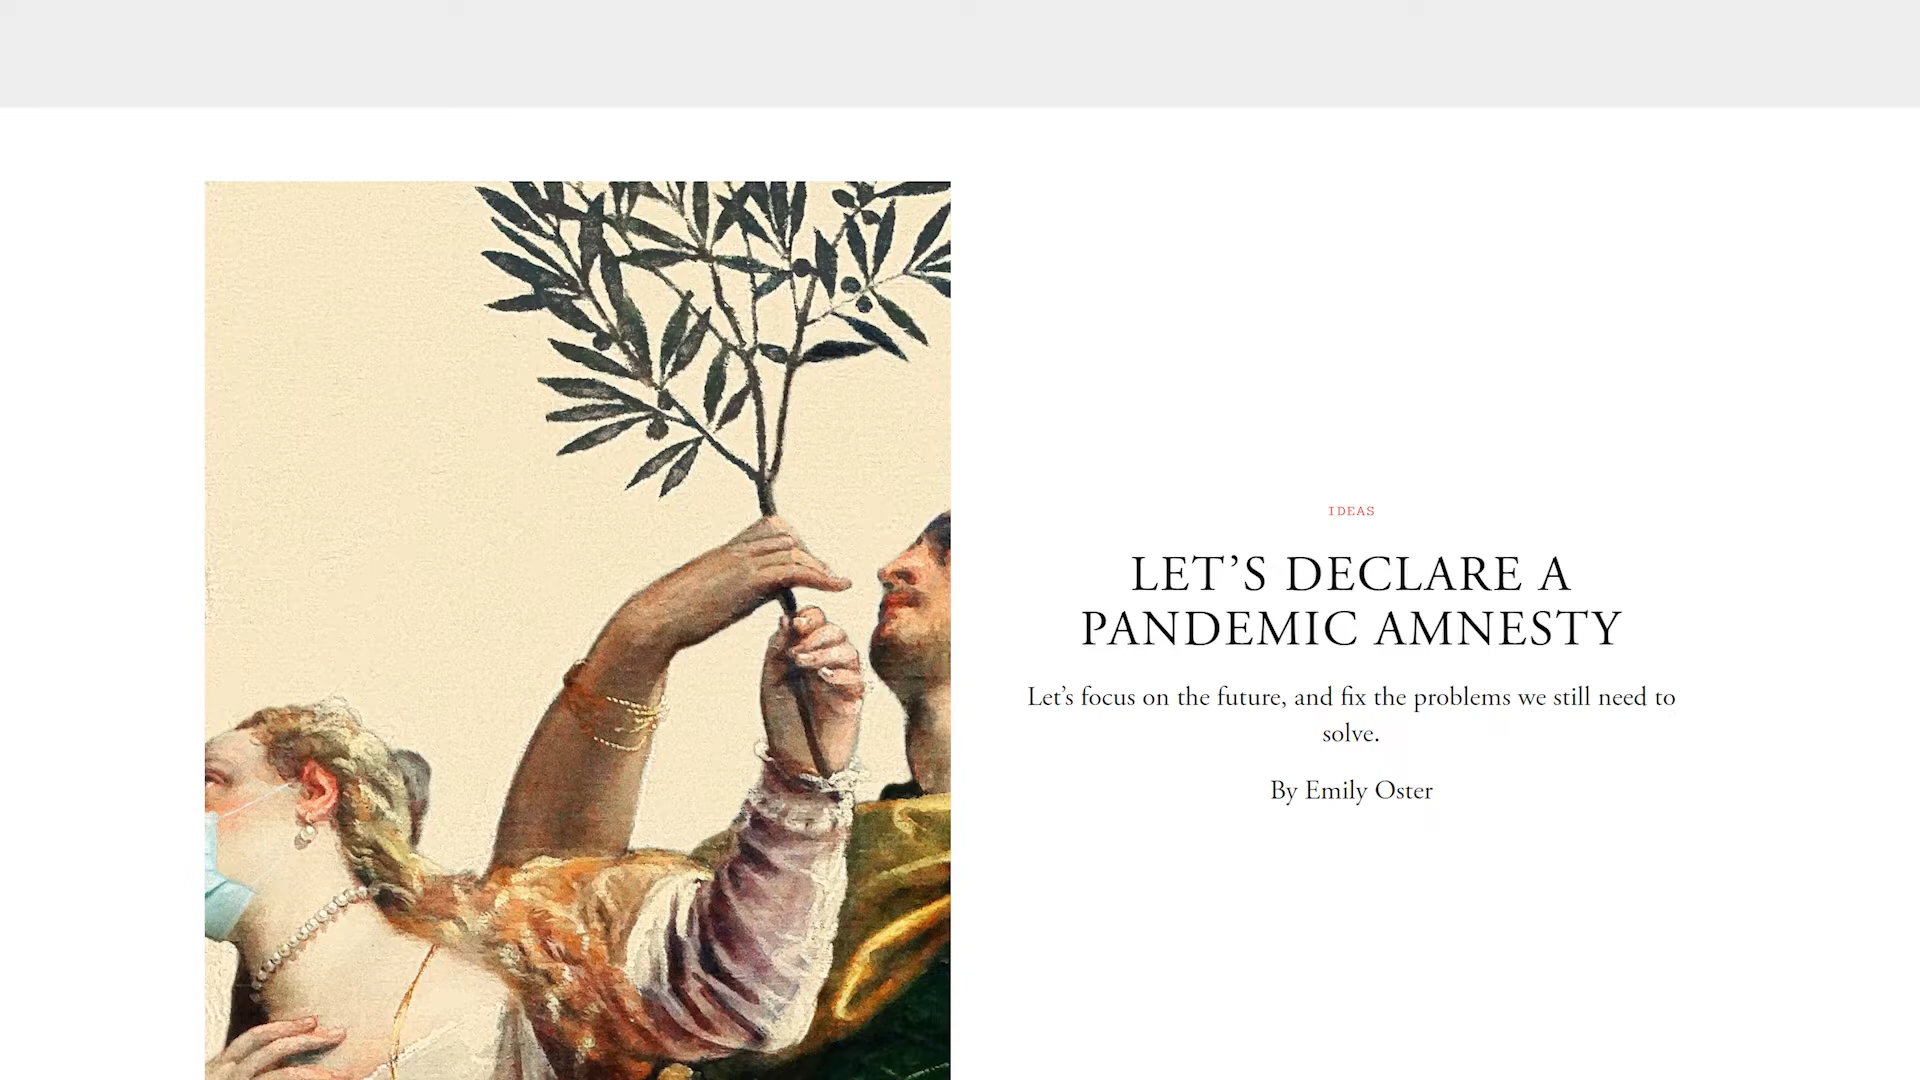 IDEAS
LET’S DECLARE A
PANDEMIC AMNESTY
Let’s focus on the future, and fix the problems we still need to
solve.
By Emily Oster